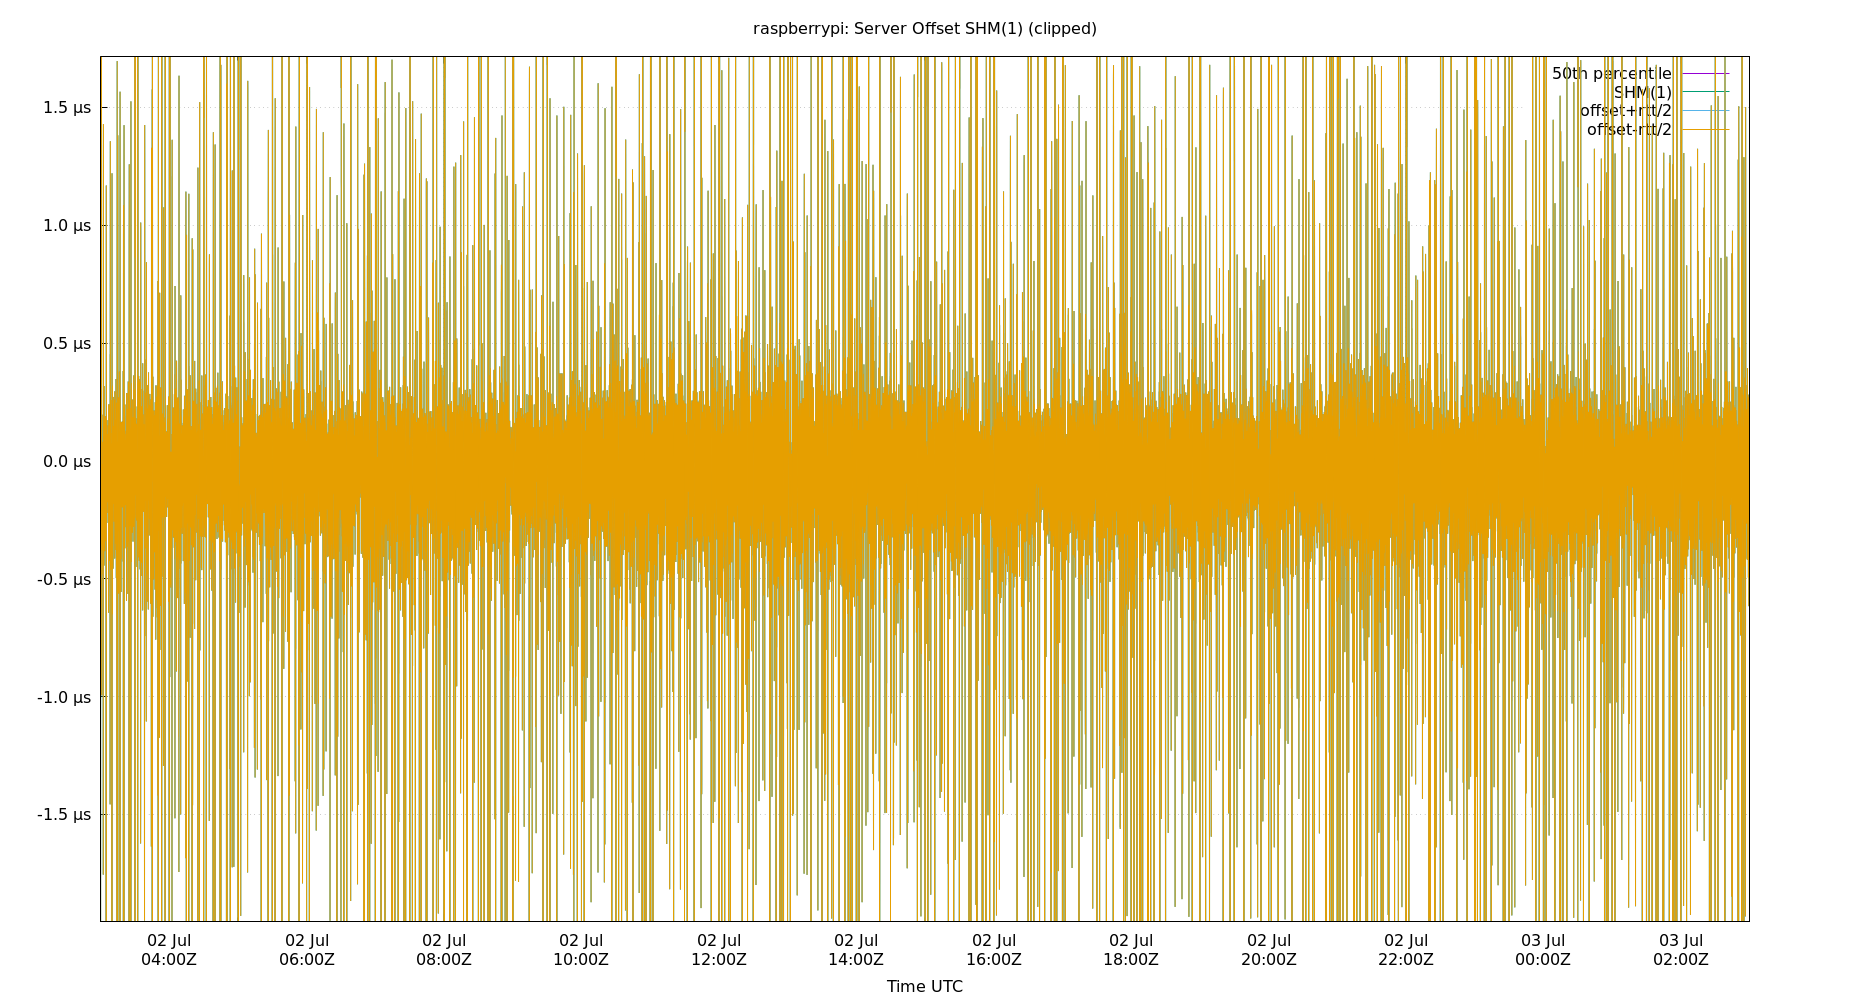 raspberrypi: Server Offset SHM(1) (clipped)
50th percentile
SHM(1)
offset+rtt/2
offset-rtt/2
1.5 µs
1.0 µs
0.5 µs
0.0 µs
-0.5 µs
-1.0 µs
-1.5 µs
02 Jul 02 Jul 02 Jul 02 Jul 02 Jul 02 Jul 02 Jul 02 Jul 02 Jul 02 Jul 03 Jul 03 Jul
04:00Z 06:00Z 08:00Z 10:00Z 12:00Z 14:00Z 16:00Z 18:00Z 20:00Z 22:00Z 00:00Z 02:00Z
Time UTC